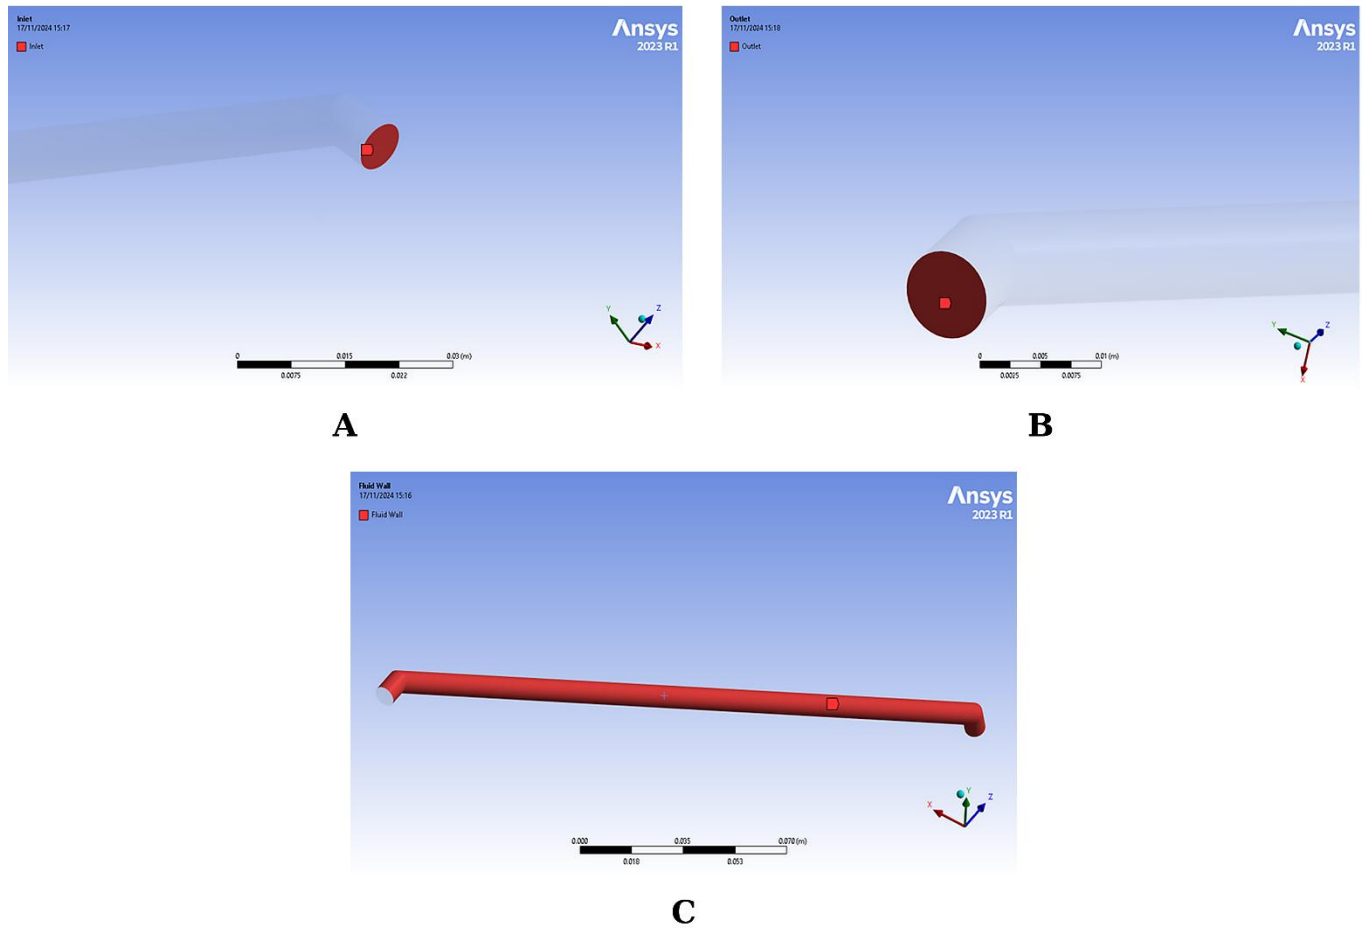 Inlet
17/11/2024 15:17
Inlet
Ansys
2023 R1
Y
Z
X
0
0.015
0.03 (m)
0.0075
0.022
A
Outlet
17/11/2024 15:18
Outlet
Ansys
2023 R1
Y
Z
X
0
0.005
0.01 (m)
0.0025
0.0075
B
Fluid Wall
17/11/2024 15:16
Fluid Wall
Ansys
2023 R1
X
Y
Z
0.000
0.035
0.070 (m)
0.018
0.053
C